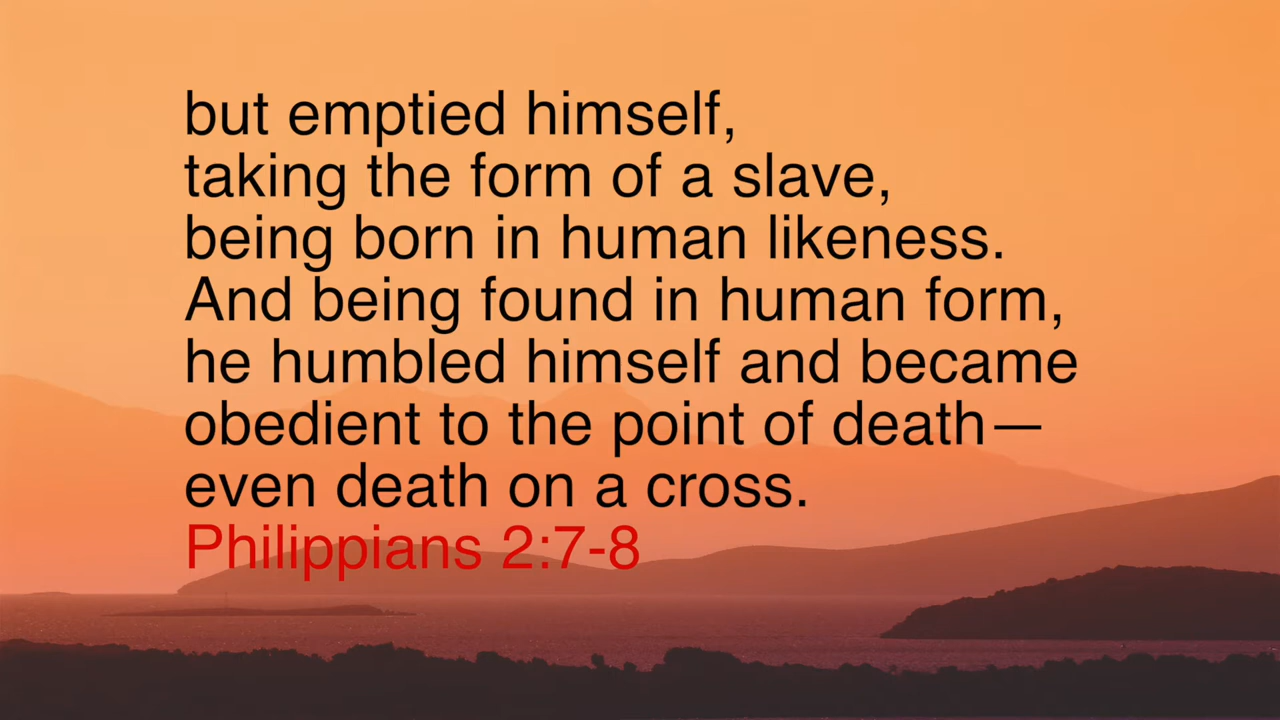 but emptied himself,
taking the form of a slave,
being born in human likeness.
And being found in human form,
he humbled himself and became
obedient to the point of death—
even death on a cross.
Philippians 2:7-8